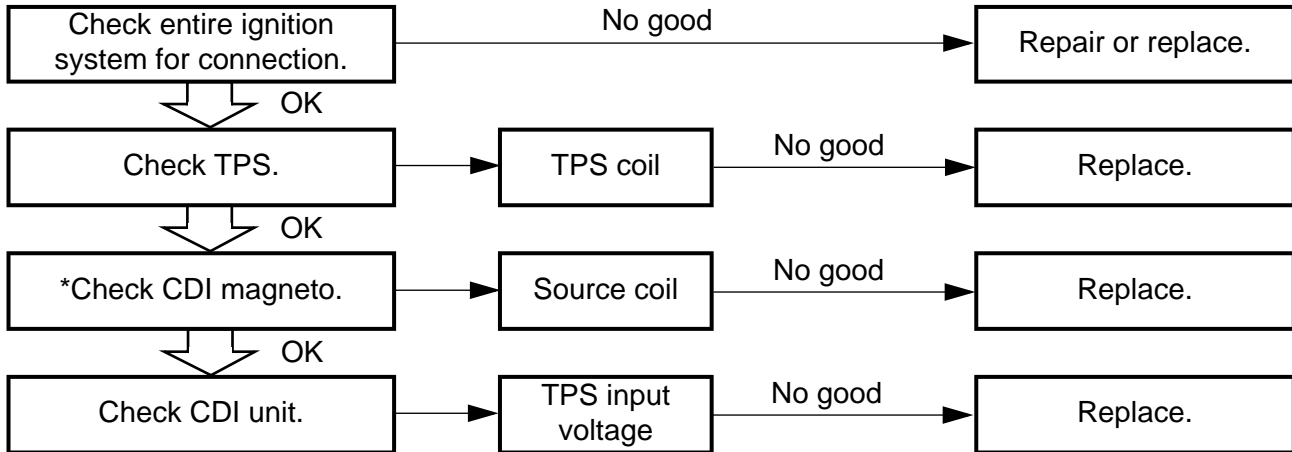 Check entire ignition
system for connection.
No good
Repair or replace.
OK
Check TPS.
TPS coil
No good
Replace.
OK
*Check CDI magneto.
Source coil
No good
Replace.
OK
Check CDI unit.
TPS input
voltage
No good
Replace.